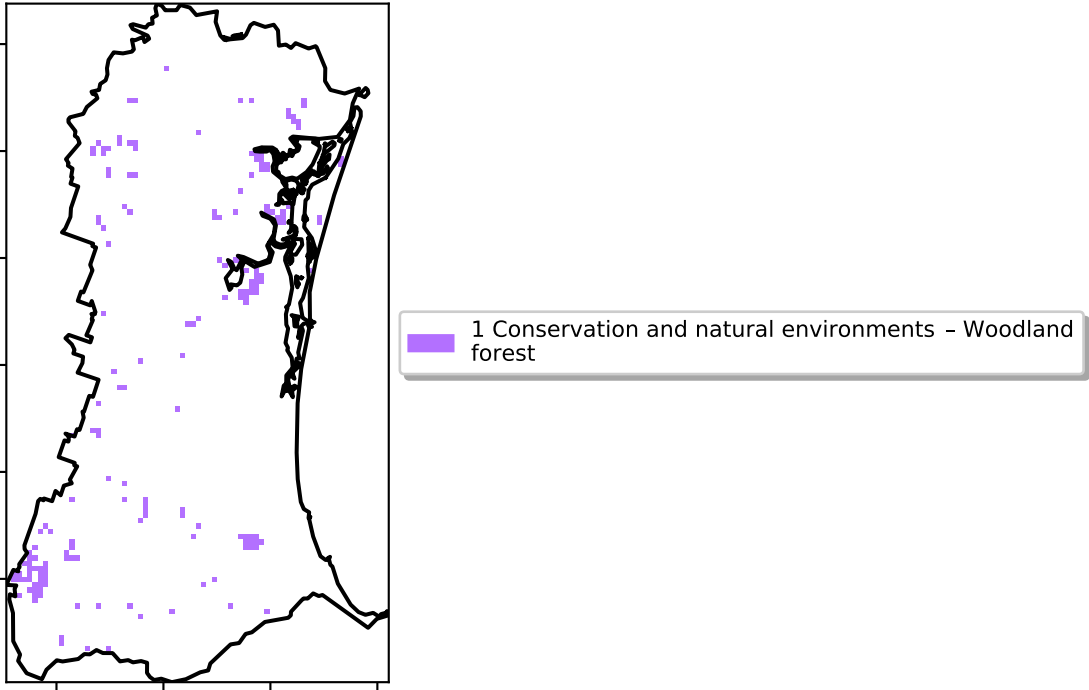 1 Conservation and natural environments – Woodland
forest